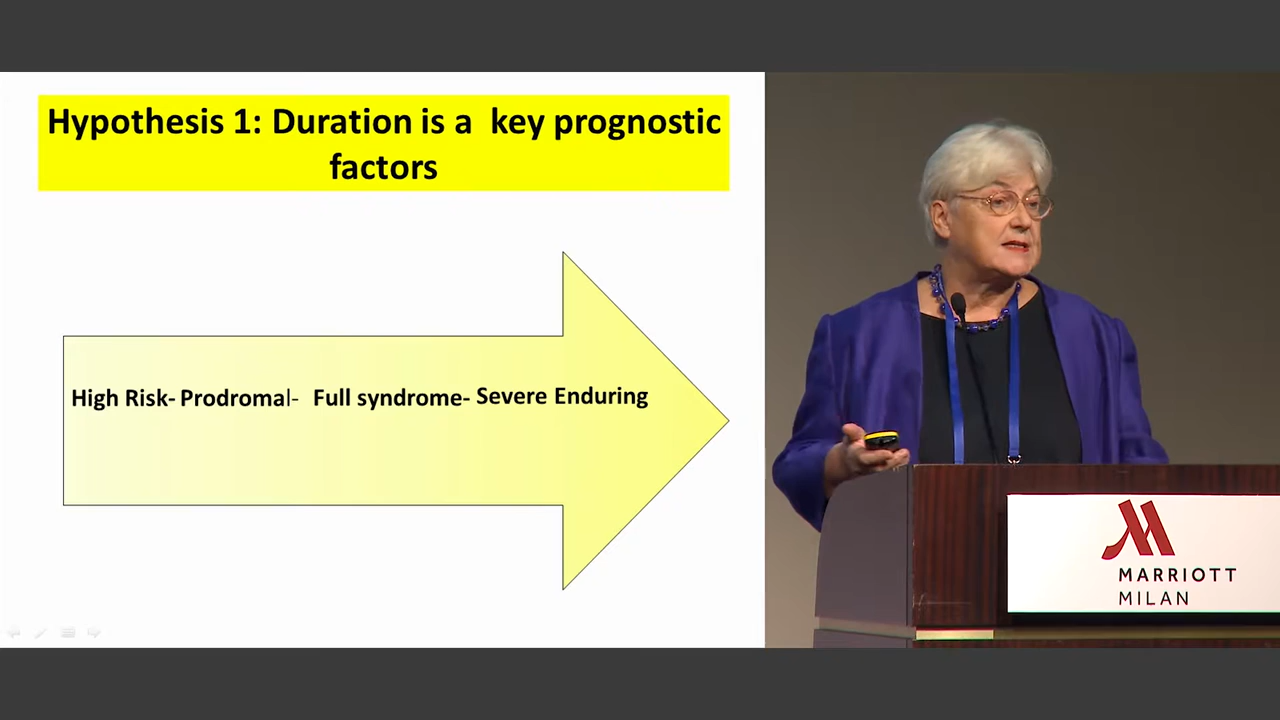 Hypothesis 1: Duration is a  key prognostic
factors
High Risk- Prodromal-  Full syndrome- Severe Enduring
MARRIOTT
MILAN